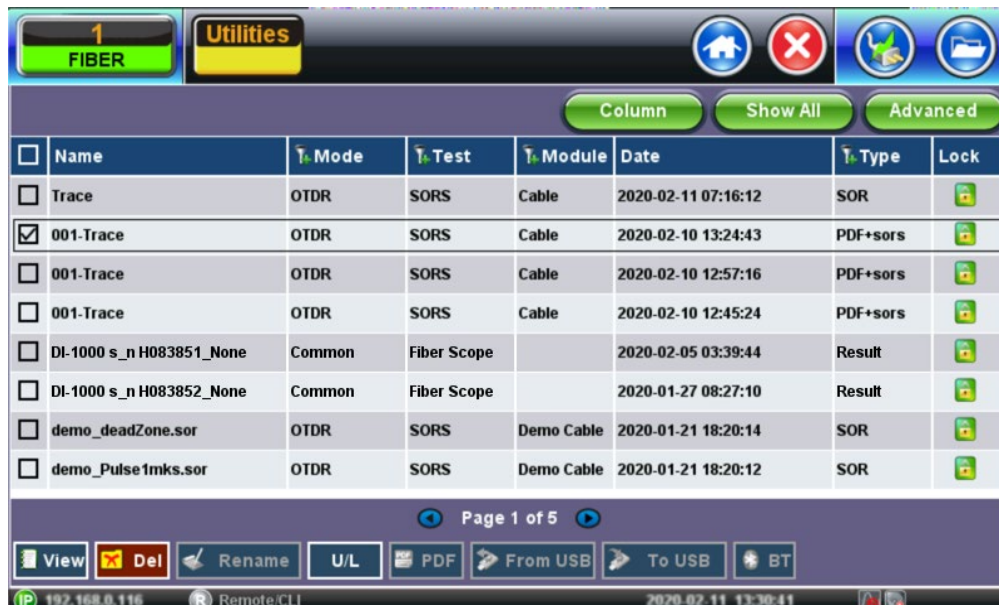 1 Utilities
FIBER
Column Show All Advanced
Name Mode Test Module Date Type Lock
Trace OTDR SORS Cable 2020-02-11 07:16:12 SOR
001-Trace OTDR SORS Cable 2020-02-10 13:24:43 PDF+sors
001-Trace OTDR SORS Cable 2020-02-10 12:57:16 PDF+sors
001-Trace OTDR SORS Cable 2020-02-10 12:45:24 PDF+sors
DI-1000 s_n H083851_None Common Fiber Scope 2020-02-05 03:39:44 Result
DI-1000 s_n H083852_None Common Fiber Scope 2020-01-27 08:27:10 Result
demo_deadZone.sor OTDR SORS Demo Cable 2020-01-21 18:20:14 SOR
demo_Pulse1mks.sor OTDR SORS Demo Cable 2020-01-21 18:20:12 SOR
Page 1 of 5
View Del Rename U/L PDF From USB To USB BT
IP 192.168.0.116 R Remote/CLI 2020-02-11 13:30:41